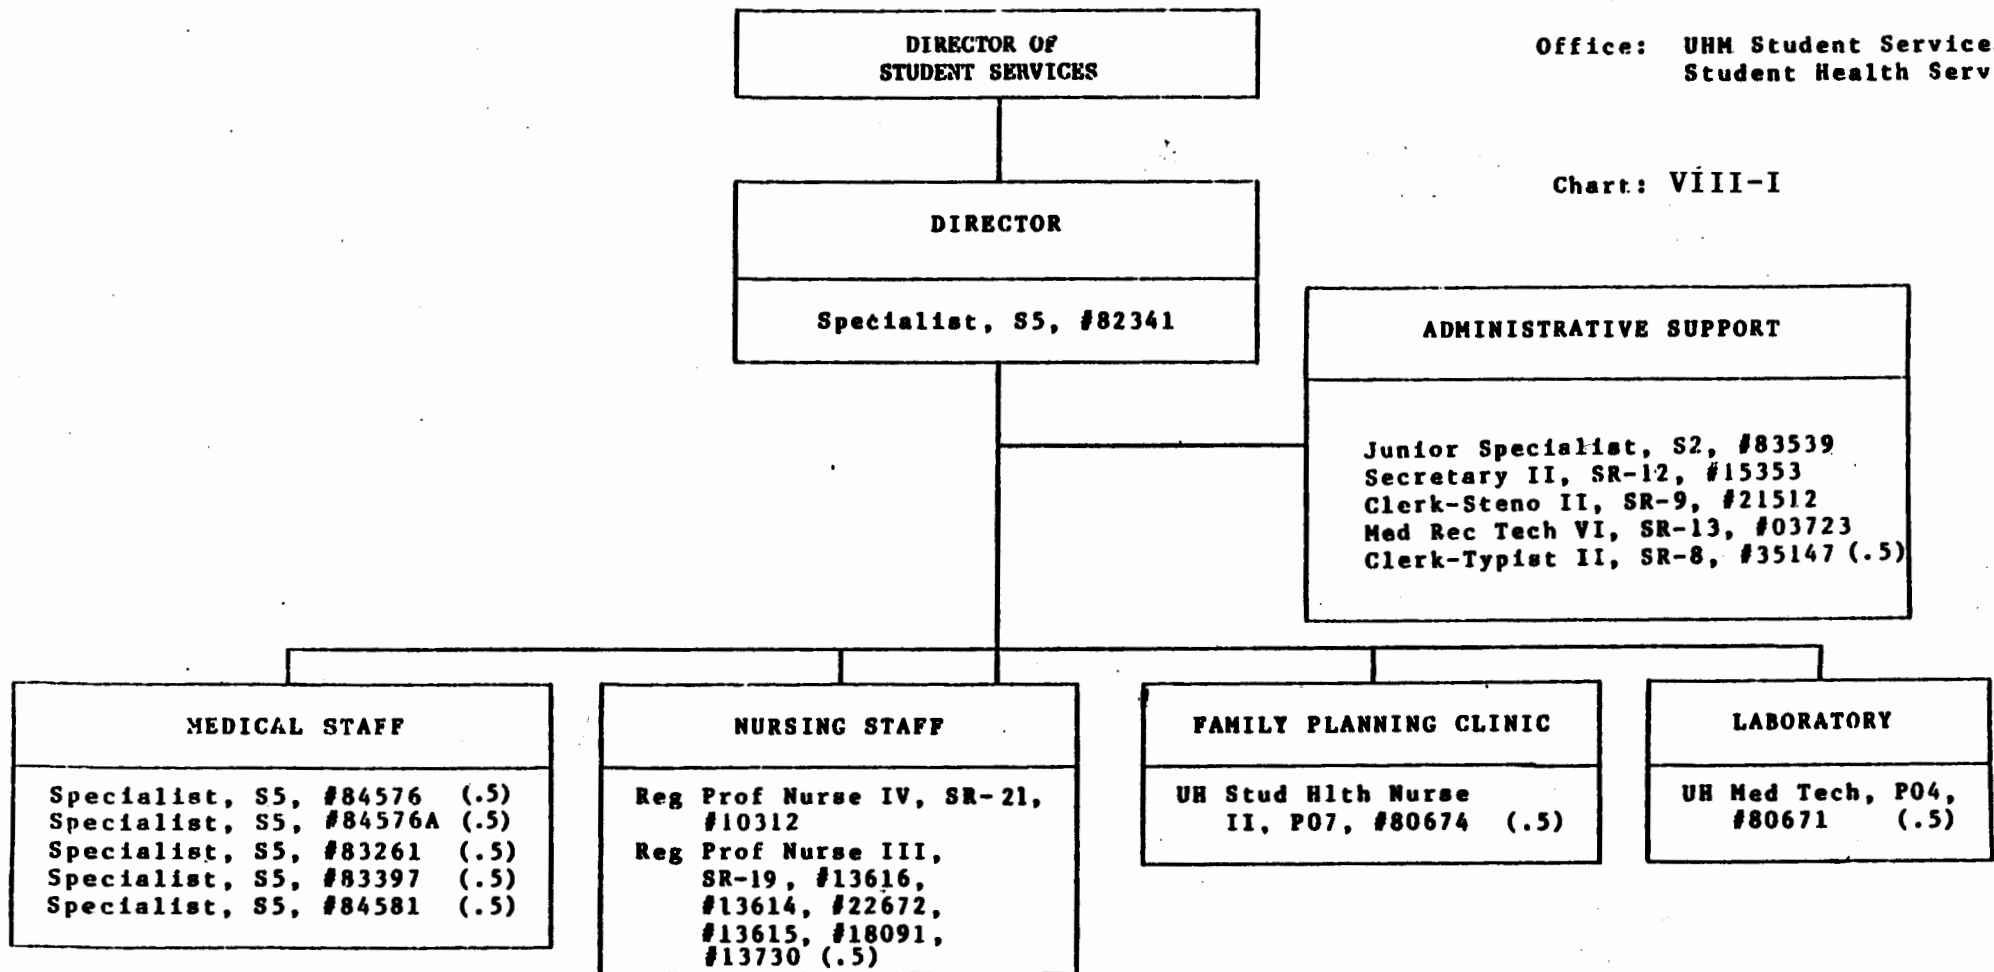 DIRECTOR OF
STUDENT SERVICES
Office: UHM Student Service
Student Health Serv
Chart: VIII-I
DIRECTOR
Specialist, S5, #82341
ADMINISTRATIVE SUPPORT
Junior Specialist, S2, #83539
Secretary II, SR-12, #15353
Clerk-Steno II, SR-9, #21512
Med Rec Tech VI, SR-13, #03723
Clerk-Typist II, SR-8, #35147 (.5)
MEDICAL STAFF
Specialist, S5, #84576 (.5)
Specialist, S5, #84576A (.5)
Specialist, S5, #83261 (.5)
Specialist, S5, #83397 (.5)
Specialist, S5, #84581 (.5)
NURSING STAFF
Reg Prof Nurse IV, SR-21,
#10312
Reg Prof Nurse III,
SR-19, #13616,
#13614, #22672,
#13615, #18091,
#13730 (.5)
FAMILY PLANNING CLINIC
UH Stud Hlth Nurse
II, P07, #80674 (.5)
LABORATORY
UH Med Tech, P04,
#80671 (.5)